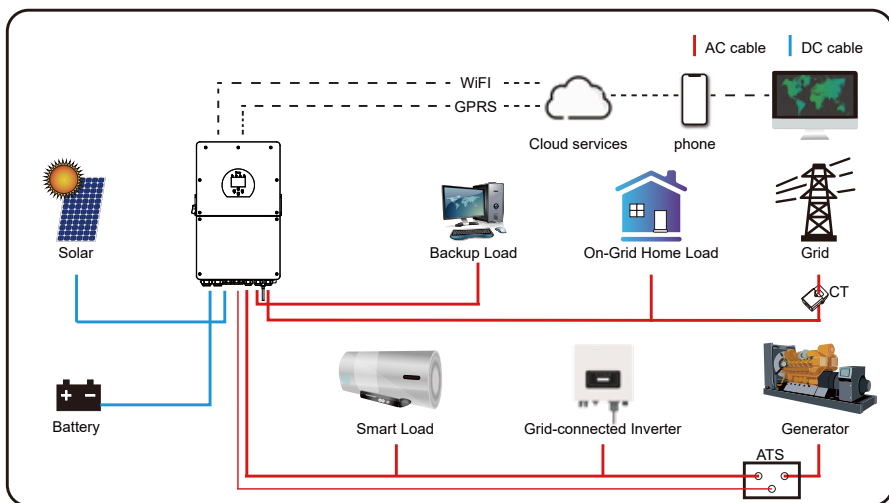 AC cable
DC cable
WiFI
GPRS
Cloud services
phone
Solar
Backup Load
On-Grid Home Load
Grid
CT
Battery
Smart Load
Grid-connected Inverter
Generator
ATS